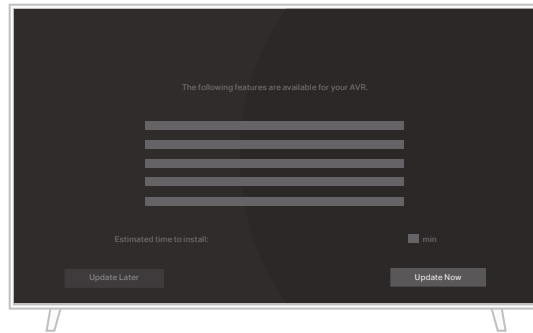 The following features are available for your AVR.
Estimated time to install:
min
Update Later
Update Now